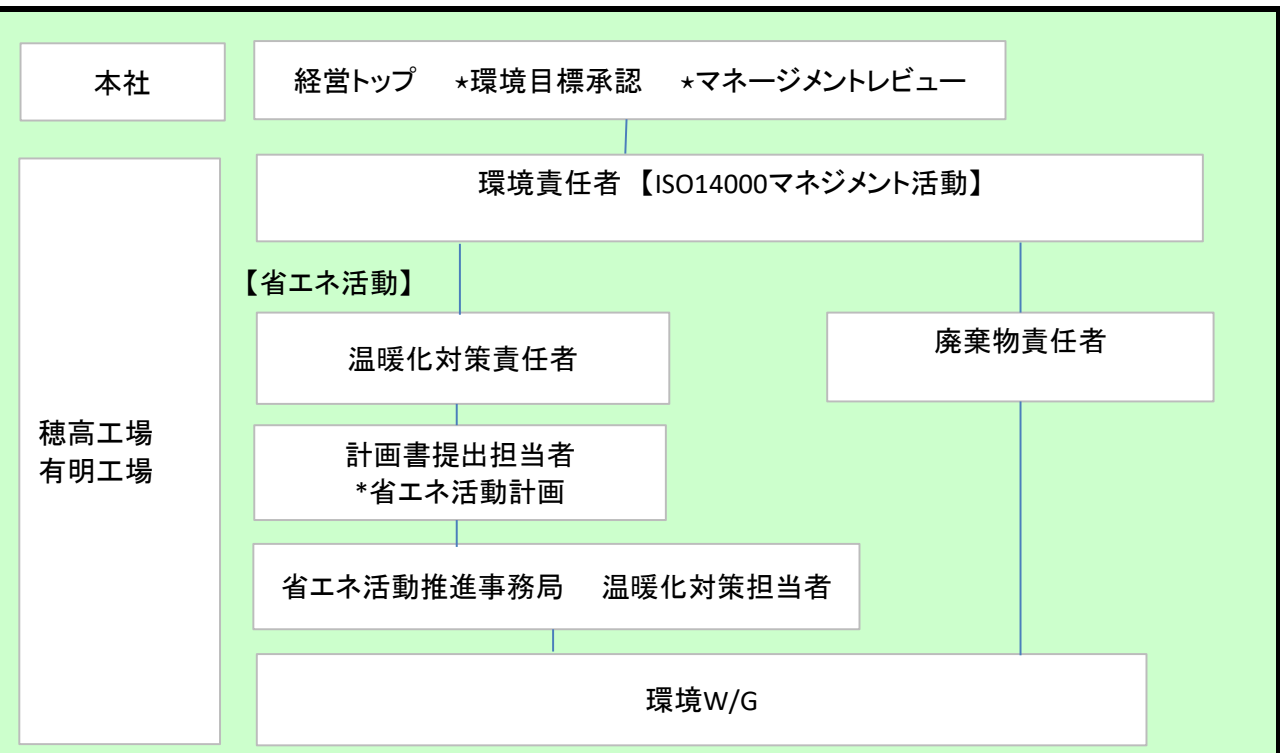 本社
経営トップ　⋆環境目標承認　⋆マネージメントレビュー
環境責任者 【ISO14000マネジメント活動】
【省エネ活動】
温暖化対策責任者
廃棄物責任者
穂高工場
有明工場
計画書提出担当者
*省エネ活動計画
省エネ活動推進事務局　温暖化対策担当者
環境W/G